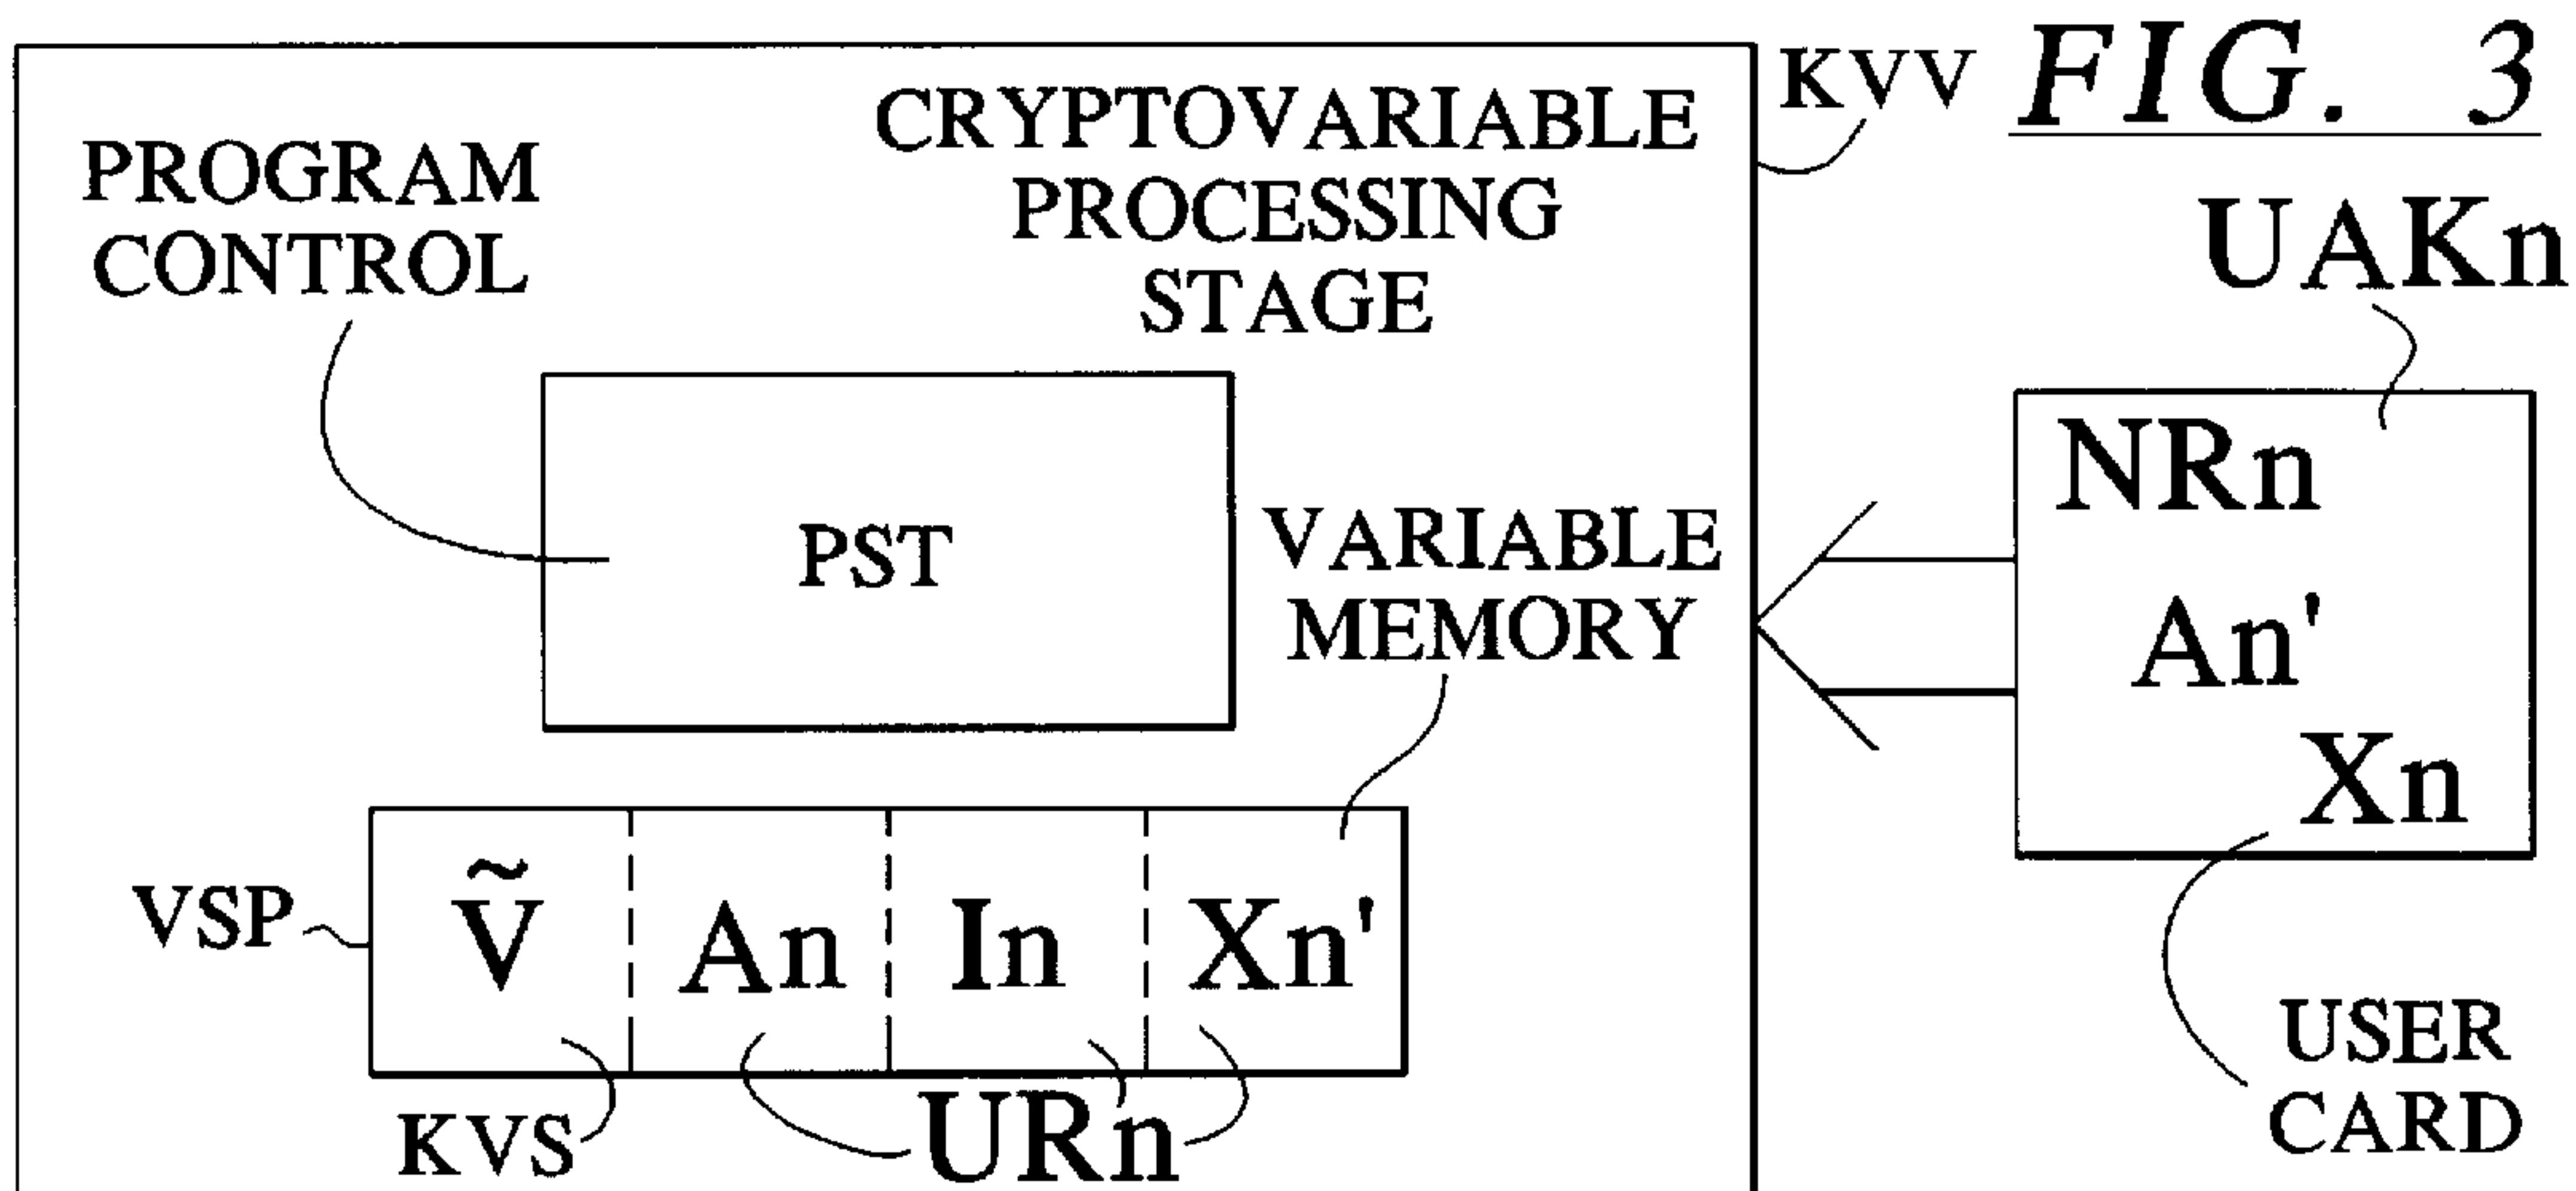 FIG. 3
KVV
CRYPTOVARIABLE
PROCESSING
STAGE
PROGRAM
CONTROL
PST
VARIABLE
MEMORY
UAKn
NRn
An'
Xn
USER
CARD
VSP
Ṽ
An
In
Xn'
KVS
URn